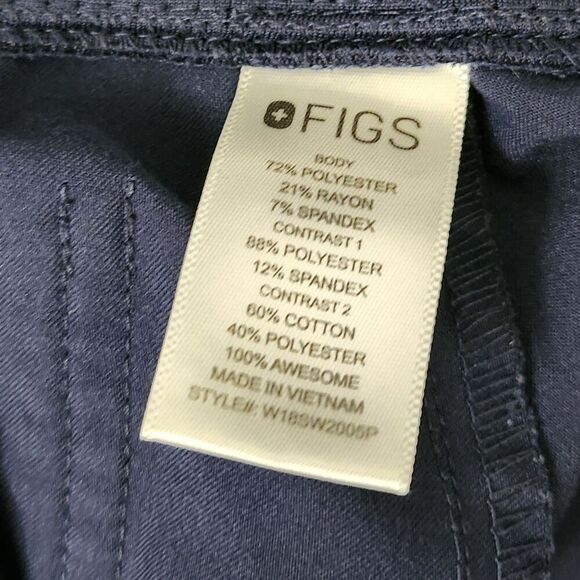 FIGS
BODY
72% POLYESTER
21% RAYON
7% SPANDEX
CONTRAST 1
88% POLYESTER
12% SPANDEX
CONTRAST 2
60% COTTON
40% POLYESTER
100% AWESOME
MADE IN VIETNAM
STYLE#: W18SW2005P